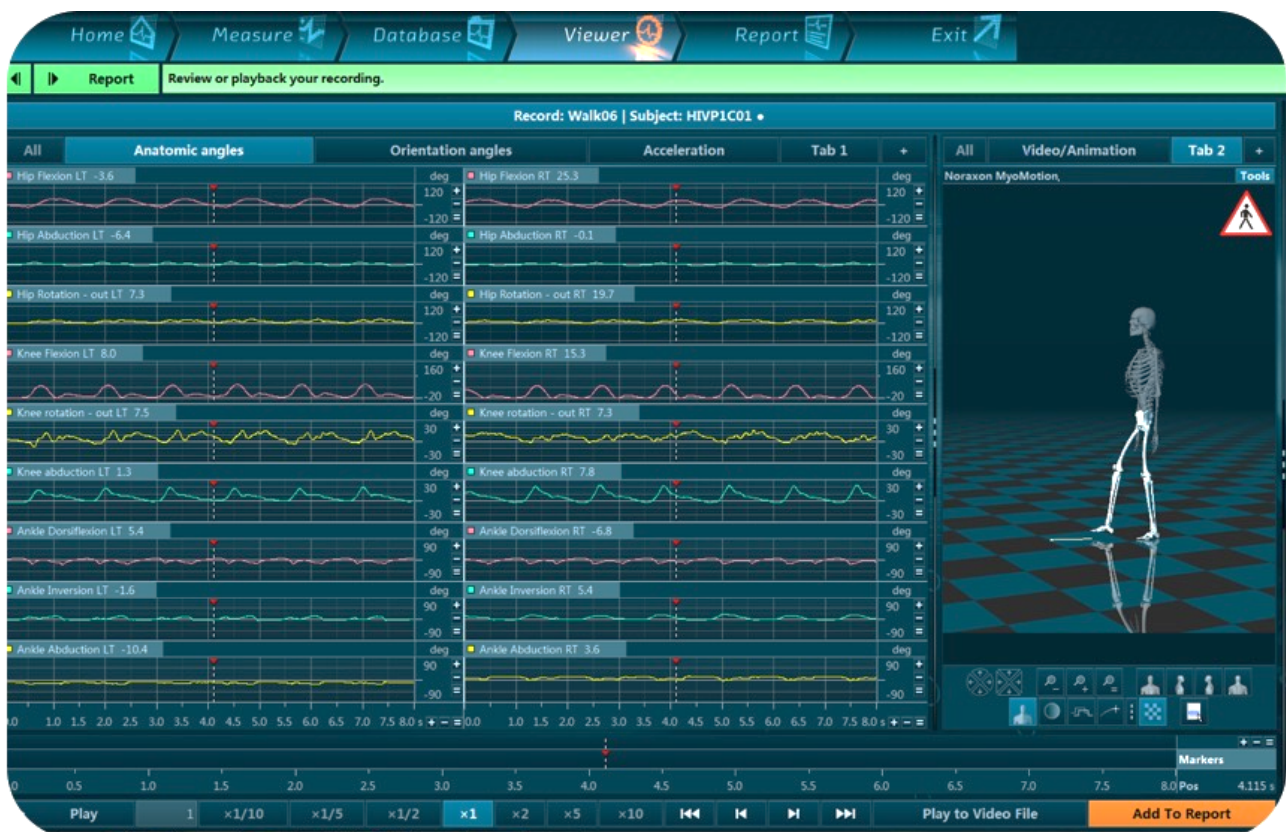 Home Measure Database Viewer Report Exit
Report Review or playback your recording.
Record: Walk06 | Subject: HIVP1C01 •
All Anatomic angles Orientation angles Acceleration Tab 1 +
Hip Flexion LT -3.6 deg
120 +
-
-120 =
Hip Abduction LT -6.4 deg
120 +
-
-120 =
Hip Rotation - out LT 7.3 deg
120 +
-
-120 =
Knee Flexion LT 8.0 deg
160 +
-
-20 =
Knee rotation - out LT 7.5 deg
30 +
-
-30 =
Knee abduction LT 1.3 deg
30 +
-
-30 =
Ankle Dorsiflexion LT 5.4 deg
90 +
-
-90 =
Ankle Inversion LT -1.6 deg
90 +
-
-90 =
Ankle Abduction LT -10.4 deg
90 +
-
-90 =
1.0 1.5 2.0 2.5 3.0 3.5 4.0 4.5 5.0 5.5 6.0 6.5 7.0 7.5 8.0 s + - =
Hip Flexion RT 25.3 deg
120 +
-
-120 =
Hip Abduction RT -0.1 deg
120 +
-
-120 =
Hip Rotation - out RT 19.7 deg
120 +
-
-120 =
Knee Flexion RT 15.3 deg
160 +
-
-20 =
Knee rotation - out RT 7.3 deg
30 +
-
-30 =
Knee abduction RT 7.8 deg
30 +
-
-30 =
Ankle Dorsiflexion RT -6.8 deg
90 +
-
-90 =
Ankle Inversion RT 5.4 deg
90 +
-
-90 =
Ankle Abduction RT 3.6 deg
90 +
-
-90 =
0.0 1.0 1.5 2.0 2.5 3.0 3.5 4.0 4.5 5.0 5.5 6.0 6.5 7.0 7.5 8.0 s + - =
All Video/Animation Tab 2 +
Noraxon MyoMotion, Tools
+ - =
Markers
0.5 1.0 1.5 2.0 2.5 3.0 3.5 4.0 4.5 5.0 5.5 6.0 6.5 7.0 7.5 8.0 Pos 4.115 s
Play 1 ×1/10 ×1/5 ×1/2 ×1 ×2 ×5 ×10 Play to Video File Add To Report